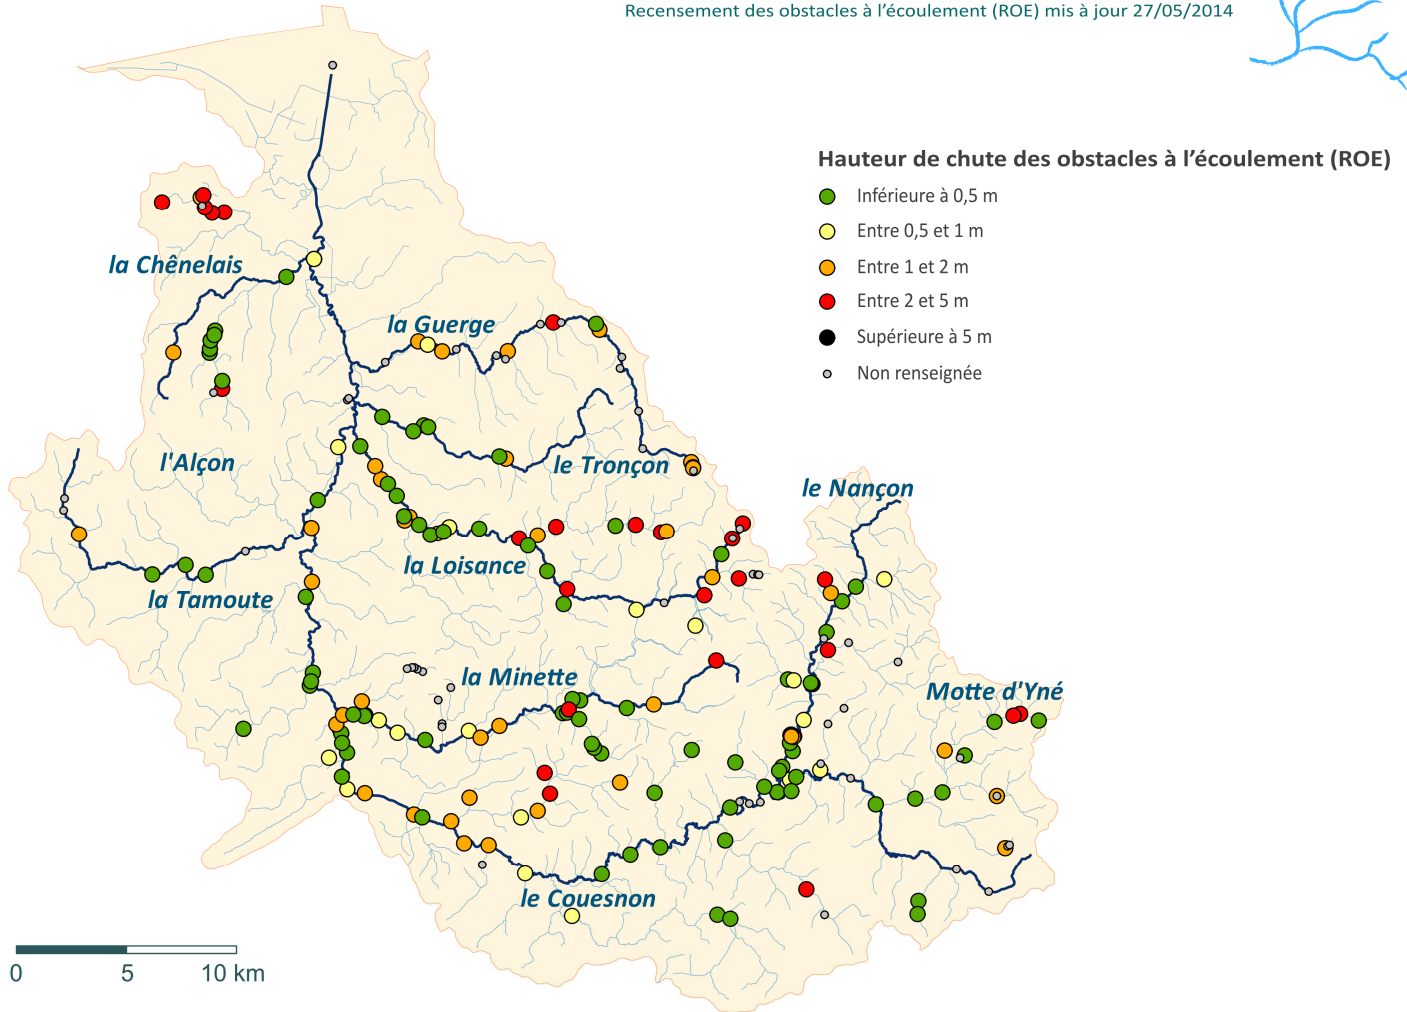 Recensement des obstacles à l’écoulement (ROE) mis à jour 27/05/2014
Hauteur de chute des obstacles à l’écoulement (ROE)
Inférieure à 0,5 m
Entre 0,5 et 1 m
Entre 1 et 2 m
Entre 2 et 5 m
Supérieure à 5 m
Non renseignée
la Chênelais
la Guerge
l'Alçon
le Tronçon
le Nançon
la Loisance
la Tamoute
la Minette
Motte d'Yné
le Couesnon
0 5 10 km